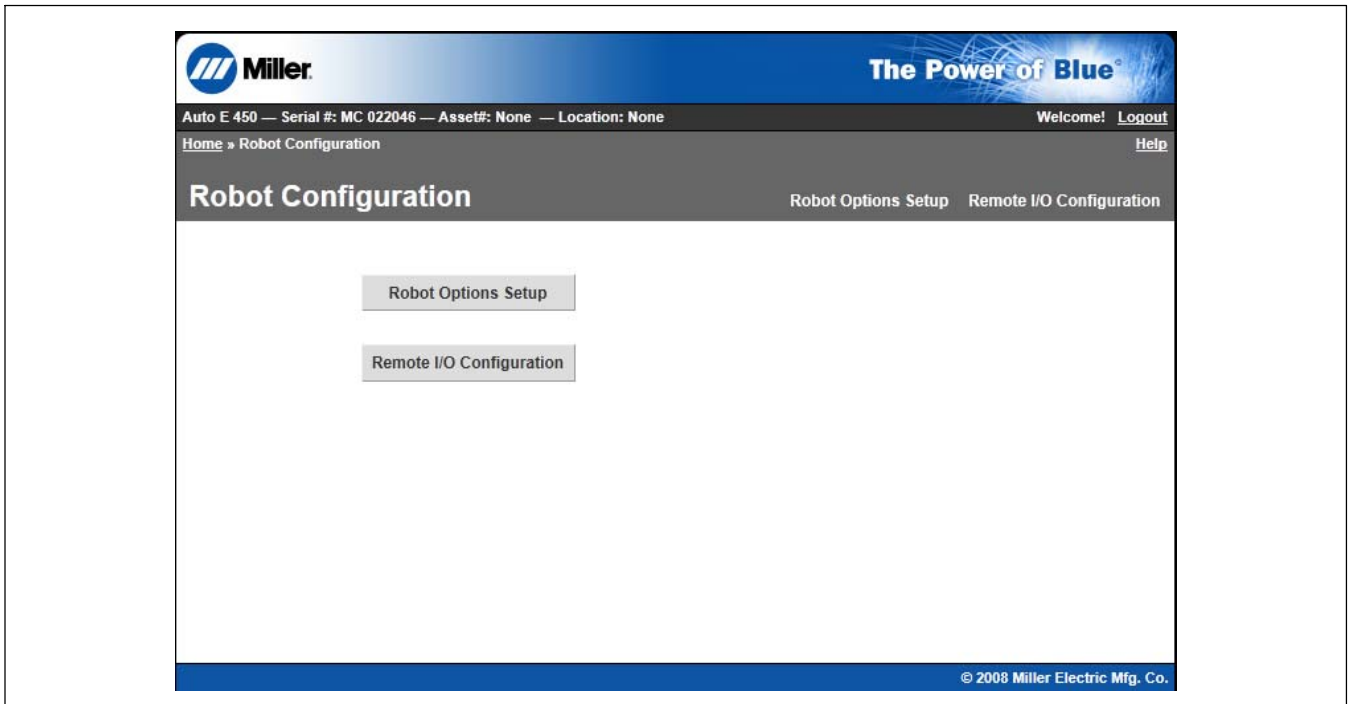 Miller.
The Power of Blue®
Auto E 450 — Serial #: MC 022046 — Asset#: None — Location: None
Welcome! Logout
Home » Robot Configuration
Help
Robot Configuration
Robot Options Setup Remote I/O Configuration
Robot Options Setup
Remote I/O Configuration
© 2008 Miller Electric Mfg. Co.